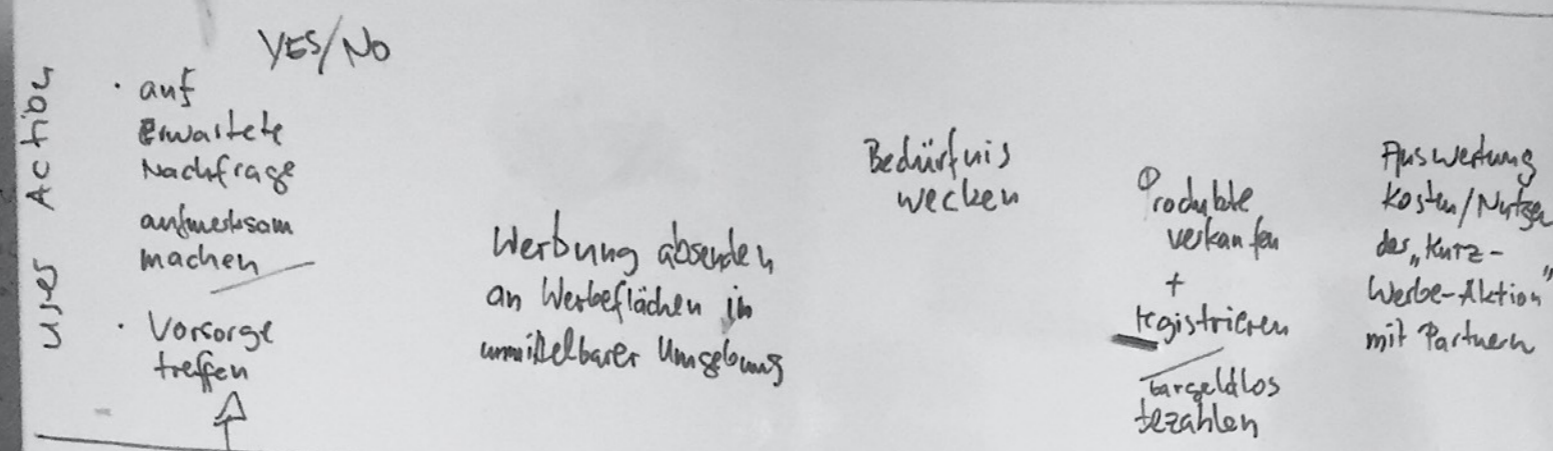 User Action
YES/NO
· auf
Erwartete
Nachfrage
aufmerksam
machen
· Vorsorge
treffen
Werbung absenden
an Werbeflächen in
unmittelbarer Umgebung
Bedürfnis
wecken
Produkte
verkaufen
+
registrieren
bargeldlos
bezahlen
Auswertung
Kosten/Nutzen
der „Kurz-
Werbe-Aktion"
mit Partnern